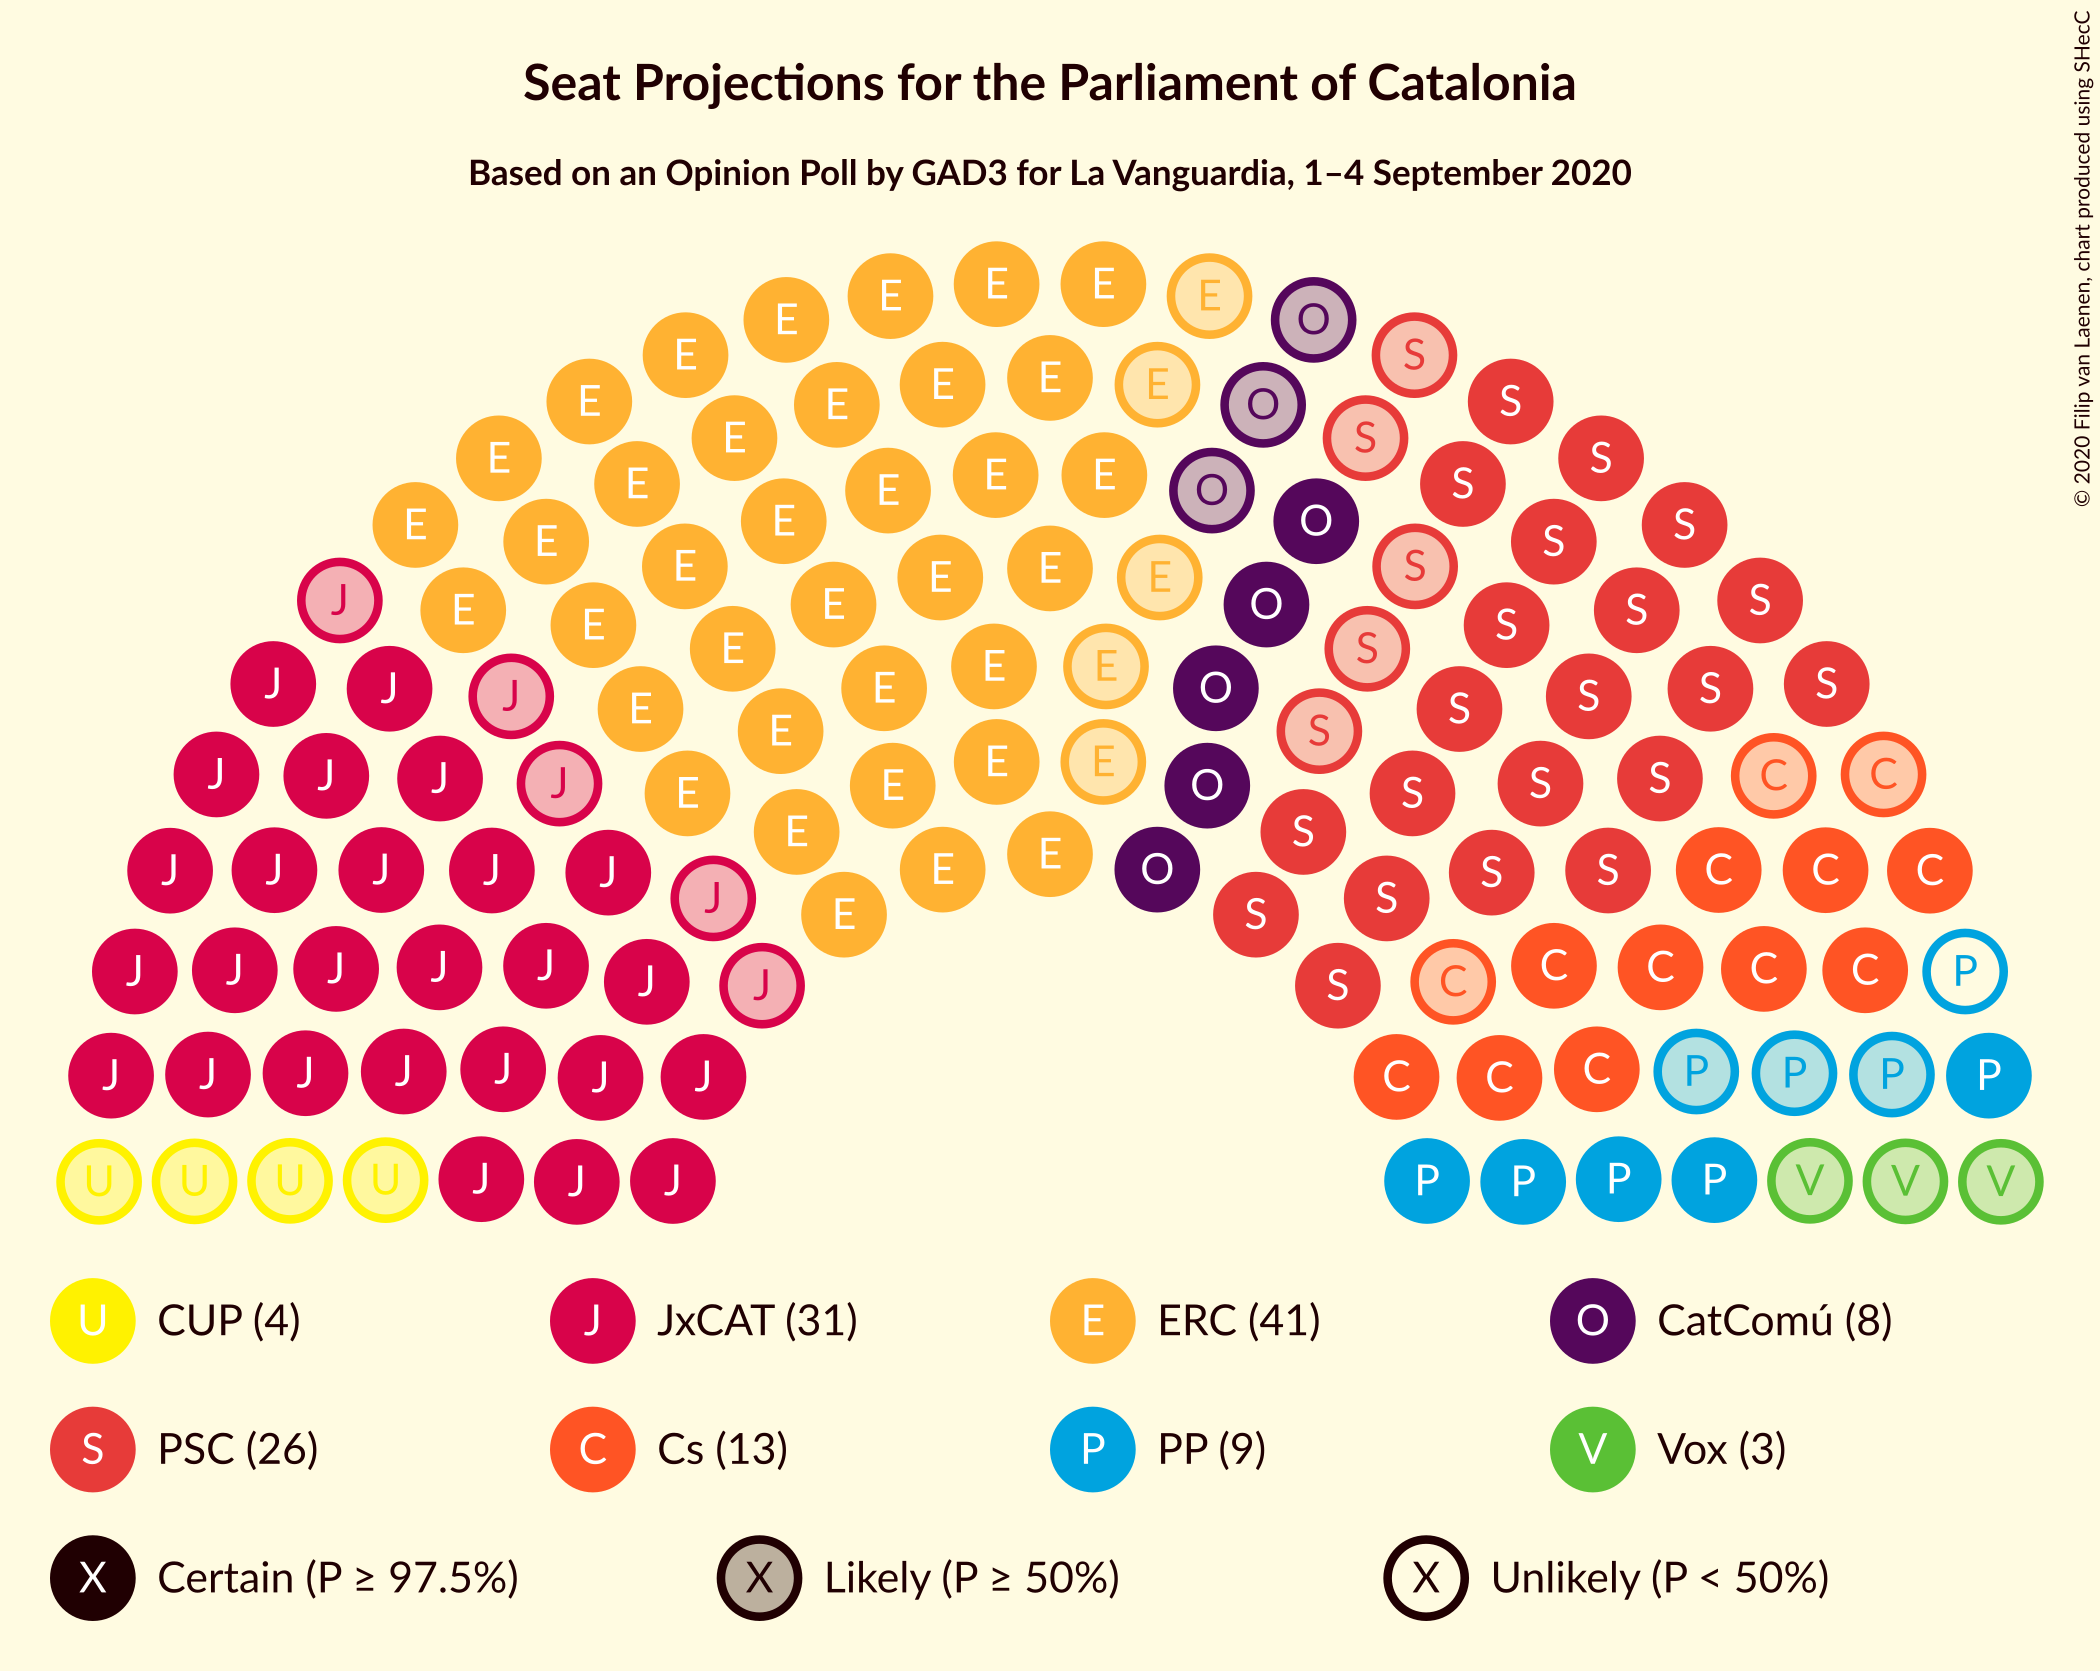 © 2020 Filip van Laenen, chart produced using SHecC
Seat Projections for the Parliament of Catalonia
Based on an Opinion Poll by GAD3 for La Vanguardia, 1–4 September 2020
E E E E E O
E E E E E E O S S
E E E E E E O S S S
E E E E E E E O S S S
J E E E E O S S S S
J J J E E E E E O S S S S S
J J J J E E E E E O S S S S C C
J J J J J J E E E O S S S S C C C
J J J J J J J S C C C C C P
J J J J J J J C C C P P P P
U U U U J J J P P P P V V V
U CUP (4) J JxCAT (31) E ERC (41) O CatComú (8)
S PSC (26) C Cs (13) P PP (9) V Vox (3)
X Certain (P ≥ 97.5%) X Likely (P ≥ 50%) X Unlikely (P < 50%)